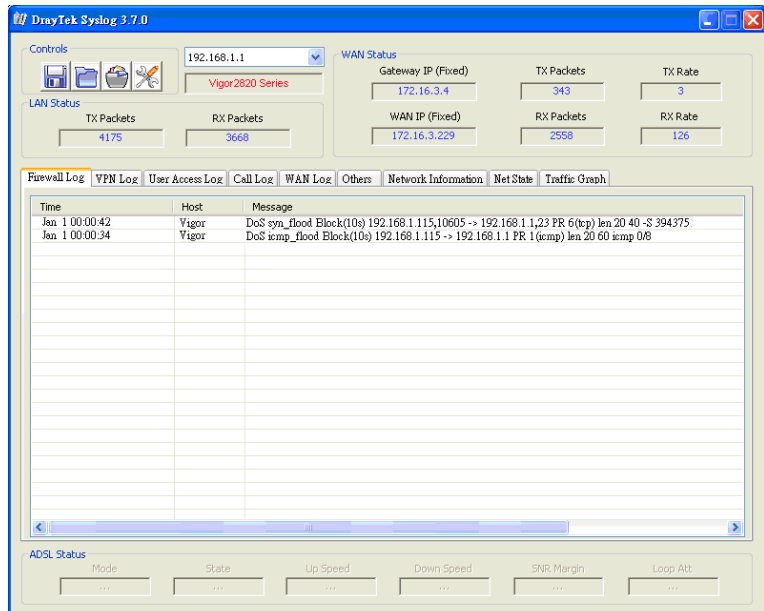 DrayTek Syslog 3.7.0
Controls
192.168.1.1
Vigor2820 Series
WAN Status
Gateway IP (Fixed)
TX Packets
TX Rate
172.16.3.4
343
3
WAN IP (Fixed)
RX Packets
RX Rate
172.16.3.229
2558
126
LAN Status
TX Packets
RX Packets
4175
3668
Firewall Log
VPN Log
User Access Log
Call Log
WAN Log
Others
Network Information
Net State
Traffic Graph
Time
Host
Message
Jan 1 00:00:42
Vigor
DoS syn_flood Block(10s) 192.168.1.115,10605 -> 192.168.1.1,23 PR 6(tcp) len 20 40 -S 394375
Jan 1 00:00:34
Vigor
DoS icmp_flood Block(10s) 192.168.1.115 -> 192.168.1.1 PR 1(icmp) len 20 60 icmp 0/8
ADSL Status
Mode
State
Up Speed
Down Speed
SNR Margin
Loop Att
...
...
...
...
...
...